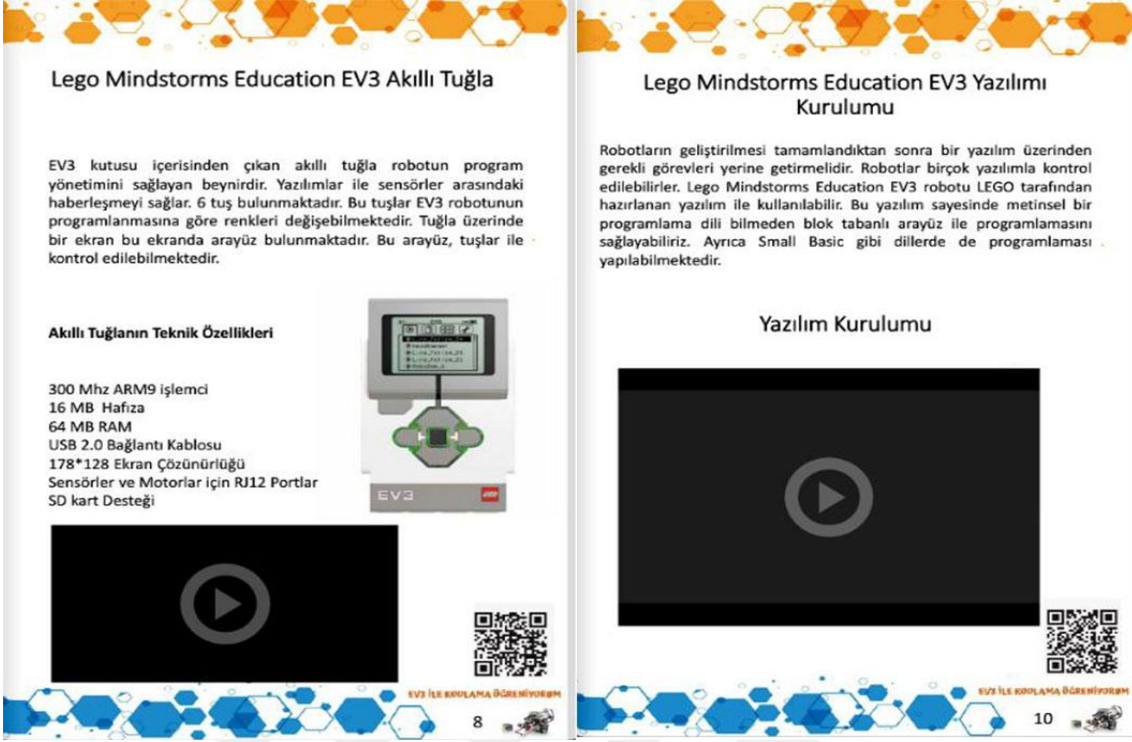 Lego Mindstorms Education EV3 Akıllı Tuğla
EV3 kutusu içerisinden çıkan akıllı tuğla robotun program
yönetimini sağlayan beynirdir. Yazılımlar ile sensörler arasındaki
haberleşmeyi sağlar. 6 tuş bulunmaktadır. Bu tuşlar EV3 robotunun
programlanmasına göre renkleri değişebilmektedir. Tuğla üzerinde
bir ekran bu ekranda arayüz bulunmaktadır. Bu arayüz, tuşlar ile
kontrol edilebilmektedir.
Akıllı Tuğlanın Teknik Özellikleri
300 Mhz ARM9 işlemci
16 MB Hafıza
64 MB RAM
USB 2.0 Bağlantı Kablosu
178*128 Ekran Çözünürlüğü
Sensörler ve Motorlar için RJ12 Portlar
SD kart Desteği
EV3
EV3 İLE KODLAMA ÖĞRENİYORUM
8
Lego Mindstorms Education EV3 Yazılımı
Kurulumu
Robotların geliştirilmesi tamamlandıktan sonra bir yazılım üzerinden
gerekli görevleri yerine getirmelidir. Robotlar birçok yazılımla kontrol
edilebilirler. Lego Mindstorms Education EV3 robotu LEGO tarafından
hazırlanan yazılım ile kullanılabilir. Bu yazılım sayesinde metinsel bir
programlama dili bilmeden blok tabanlı arayüz ile programlamasını
sağlayabiliriz. Ayrıca Small Basic gibi dillerde de programlaması
yapılabilmektedir.
Yazılım Kurulumu
EV3 İLE KODLAMA ÖĞRENİYORUM
10